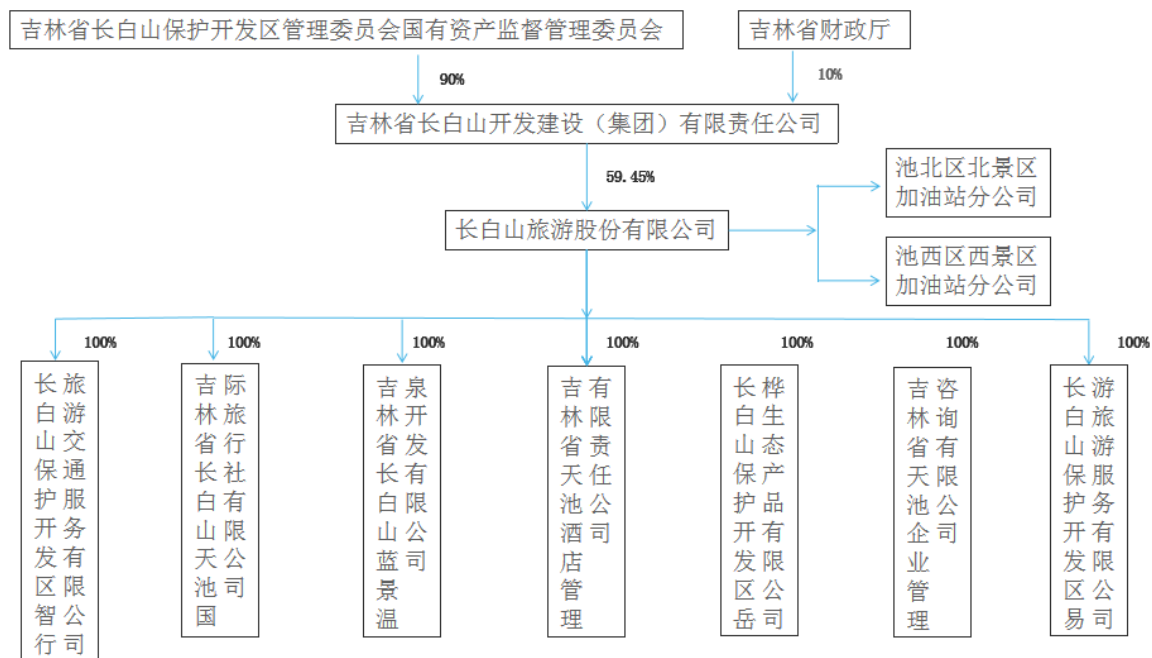 吉林省长白山保护开发区管理委员会国有资产监督管理委员会
吉林省财政厅
90%
10%
吉林省长白山开发建设（集团）有限责任公司
59.45%
池北区北景区
加油站分公司
长白山旅游股份有限公司
池西区西景区
加油站分公司
100%
100%
100%
100%
100%
100%
100%
长白山保护开发区智行
旅游交通服务有限公司
吉林省长白山天池国
际旅行社有限公司
吉林省长白山蓝景温
泉开发有限公司
吉林省天池酒店管理
有限责任公司
长白山保护开发区岳
桦生态产品有限公司
吉林省天池企业管理
咨询有限公司
长白山保护开发区易
游旅游服务有限公司